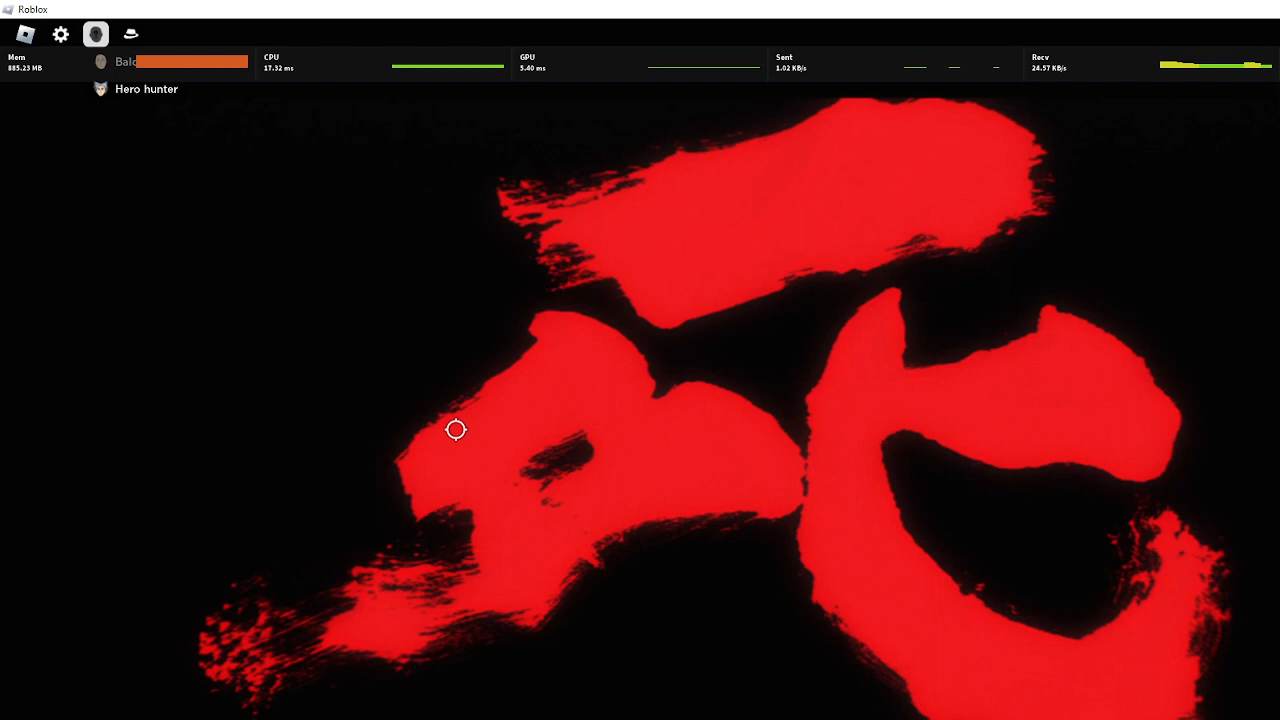 Roblox
Mem CPU GPU Sent Recv
885.23 MB 17.32 ms 5.40 ms 1.02 KB/s 24.57 KB/s
Hero hunter
死